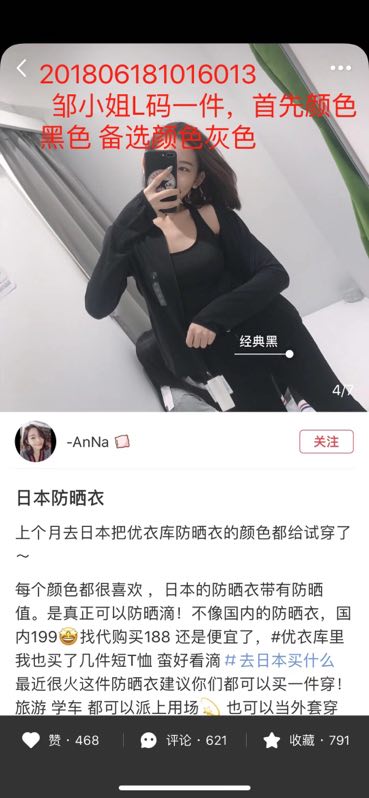 201806181016013
邹小姐L码一件，首先颜色
黑色 备选颜色灰色
经典黑
4/7
-AnNa
关注
日本防晒衣
上个月去日本把优衣库防晒衣的颜色都给试穿了
～
每个颜色都很喜欢 ，日本的防晒衣带有防晒
值。是真正可以防晒滴！不像国内的防晒衣，国
内199🤩找代购买188 还是便宜了，#优衣库里
我也买了几件短T恤 蛮好看滴 #去日本买什么
最近很火这件防晒衣建议你们都可以买一件穿！
旅游 学车 都可以派上用场💫 也可以当外套穿
赞 · 468
评论 · 621
收藏 · 791